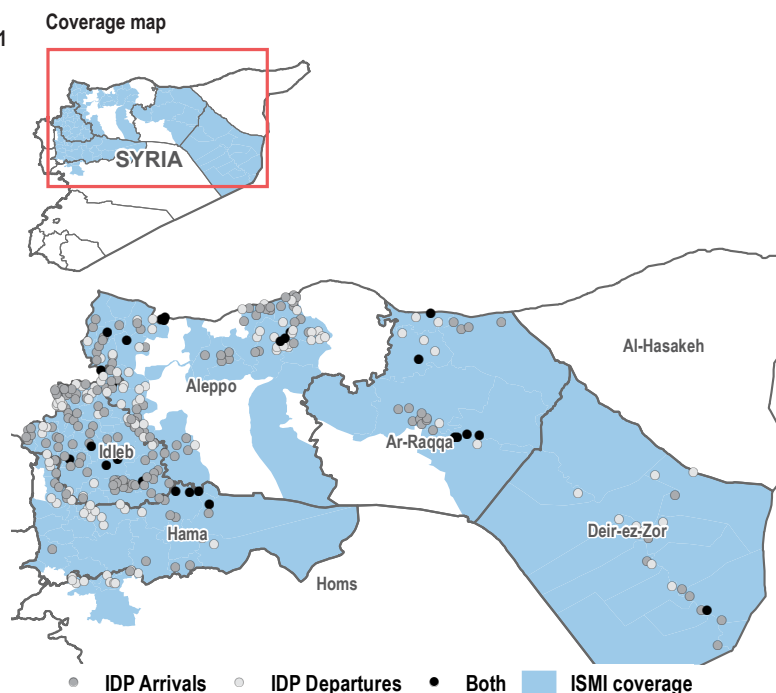 Coverage map
1
SYRIA
Al-Hasakeh
Aleppo
Ar-Raqqa
Idleb
Deir-ez-Zor
Hama
Homs
IDP Arrivals IDP Departures Both ISMI coverage